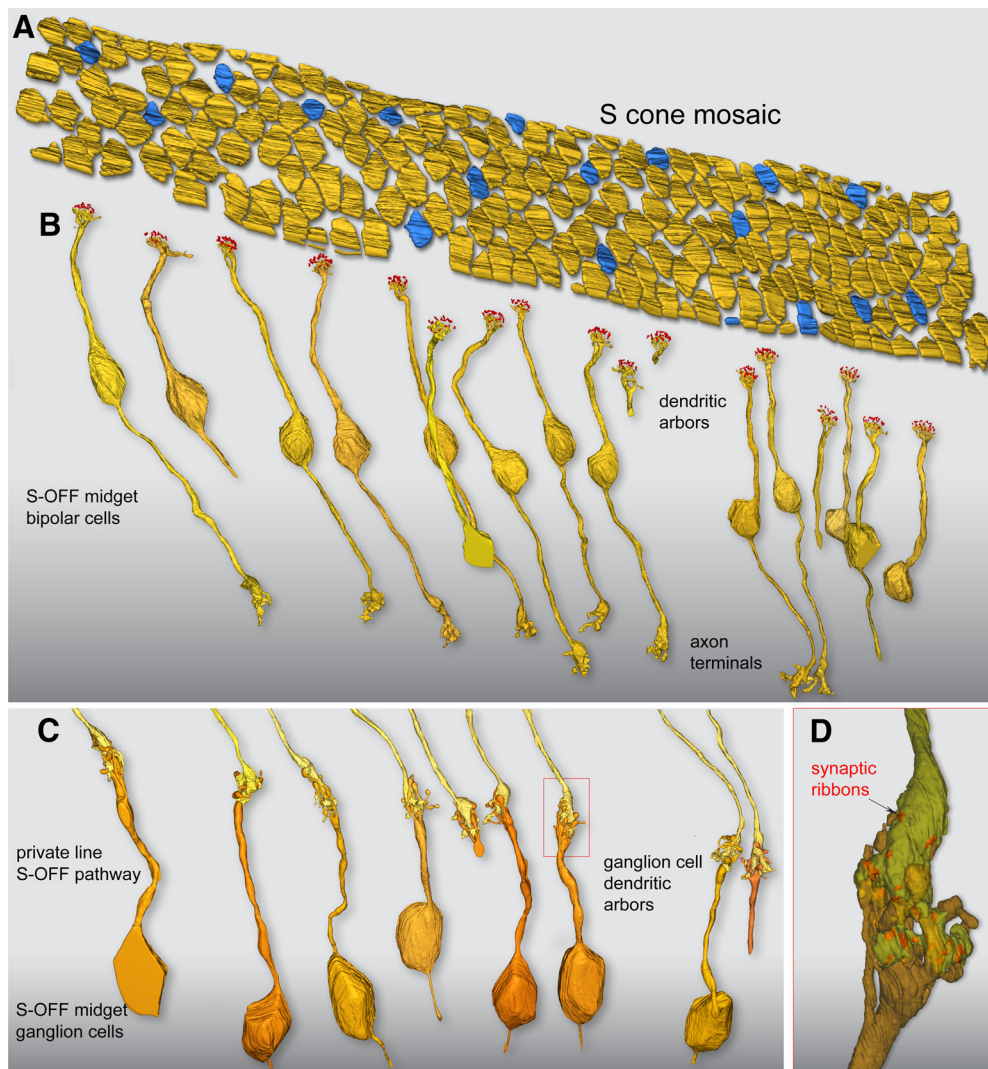 A
S cone mosaic
B
dendritic
arbors
S-OFF midget
bipolar cells
axon
terminals
C
private line
S-OFF pathway
ganglion cell
dendritic
arbors
S-OFF midget
ganglion cells
D
synaptic
ribbons